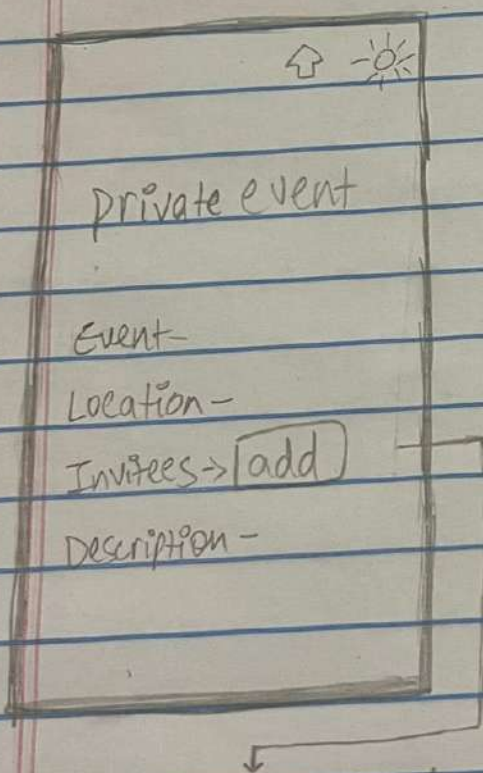 private event
Event-
Location-
Invitees→ add
Description-